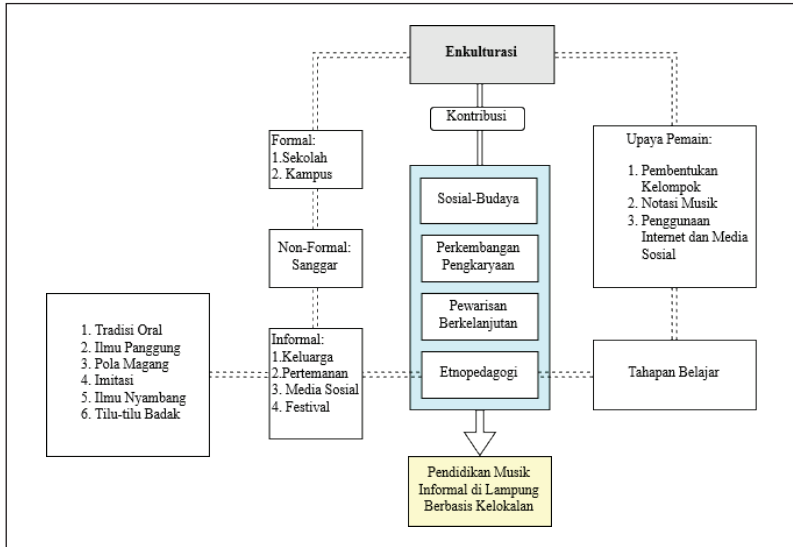 Enkulturasi
Kontribusi
Formal:
1.Sekolah
2. Kampus
Non-Formal:
Sanggar
Informal:
1.Keluarga
2.Pertemanan
3. Media Sosial
4. Festival
1. Tradisi Oral
2. Ilmu Panggung
3. Pola Magang
4. Imitasi
5. Ilmu Nyambang
6. Tilu-tilu Badak
Sosial-Budaya
Perkembangan
Pengkaryaan
Pewarisan
Berkelanjutan
Etnopedagogi
Upaya Pemain:
1. Pembentukan
Kelompok
2. Notasi Musik
3. Penggunaan
Internet dan Media
Sosial
Tahapan Belajar
Pendidikan Musik
Informal di Lampung
Berbasis Kelokalan